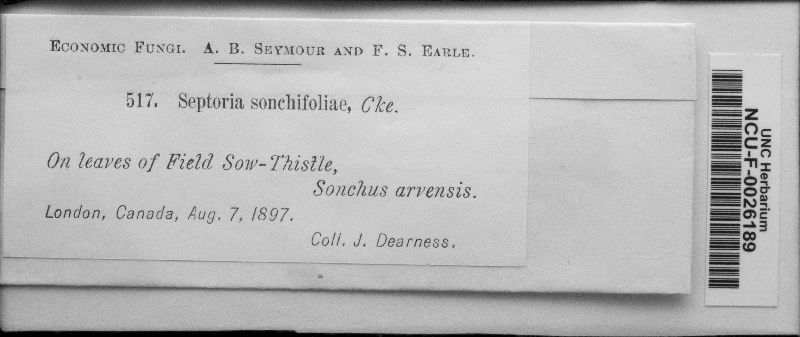 Economic Fungi. A. B. Seymour and F. S. Earle.
517. Septoria sonchifoliae, Cke.
On leaves of Field Sow-Thistle,
Sonchus arvensis.
London, Canada, Aug. 7, 1897.
Coll. J. Dearness.
UNC Herbarium
NCU-F-0026189